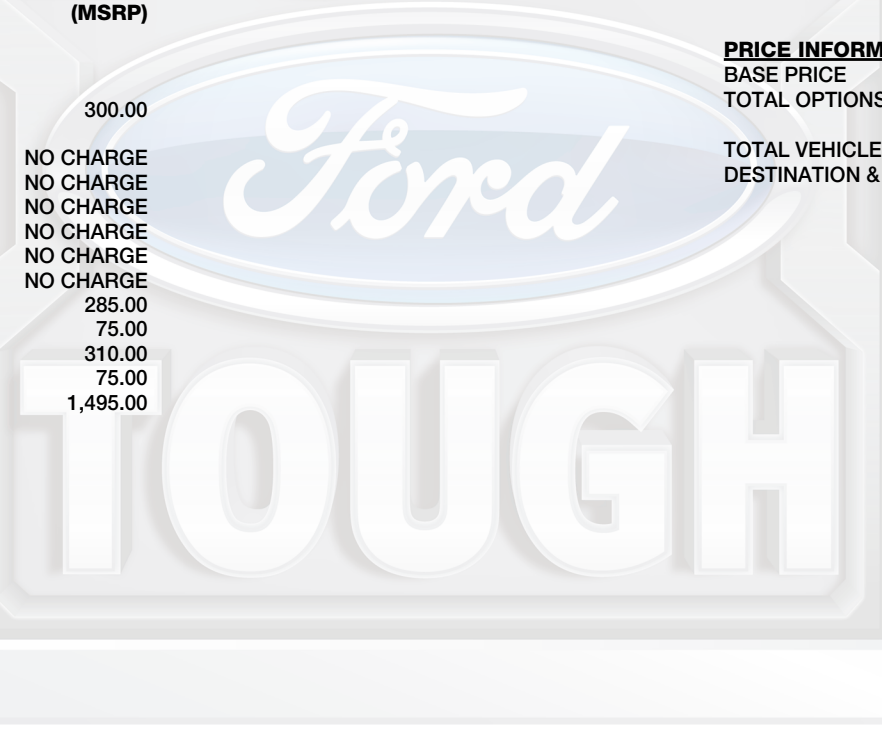 (MSRP)
300.00
NO CHARGE
NO CHARGE
NO CHARGE
NO CHARGE
NO CHARGE
NO CHARGE
285.00
75.00
310.00
75.00
1,495.00
PRICE INFORM
BASE PRICE
TOTAL OPTIONS
TOTAL VEHICLE
DESTINATION &
Ford
TOUGH